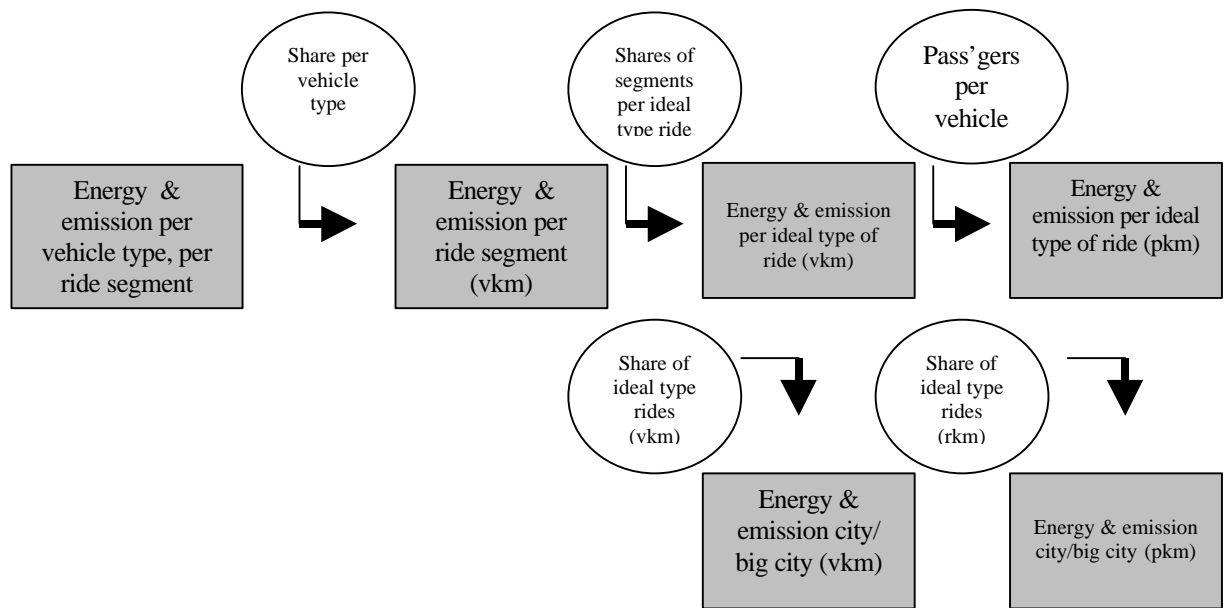 Share per
vehicle
type
Shares of
segments
per ideal
type ride
Pass'gers
per
vehicle
Energy &
emission per
vehicle type, per
ride segment
Energy &
emission per
ride segment
(vkm)
Energy & emission
per ideal type of
ride (vkm)
Energy &
emission per ideal
type of ride (pkm)
Share of
ideal type
rides
(vkm)
Share of
ideal type
rides
(rkm)
Energy &
emission city/
big city (vkm)
Energy & emission
city/big city (pkm)